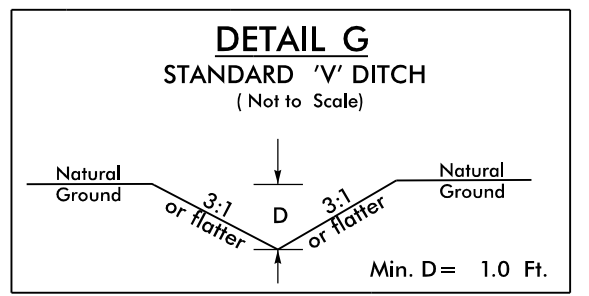 DETAIL G
STANDARD 'V' DITCH
( Not to Scale)
Natural
Ground
3:1
or flatter
D
3:1
or flatter
Natural
Ground
Min. D = 1.0 Ft.